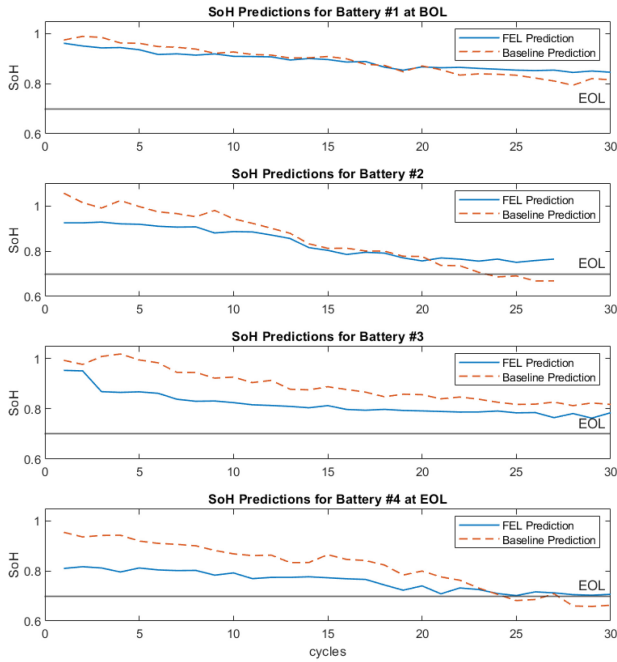 SoH Predictions for Battery #1 at BOL
1
0.8
0.6
SoH
FEL Prediction
Baseline Prediction
EOL
0 5 10 15 20 25 30
SoH Predictions for Battery #2
1
0.8
0.6
SoH
FEL Prediction
Baseline Prediction
EOL
0 5 10 15 20 25 30
SoH Predictions for Battery #3
1
0.8
0.6
SoH
FEL Prediction
Baseline Prediction
EOL
0 5 10 15 20 25 30
SoH Predictions for Battery #4 at EOL
1
0.8
0.6
SoH
FEL Prediction
Baseline Prediction
EOL
0 5 10 15 20 25 30
cycles